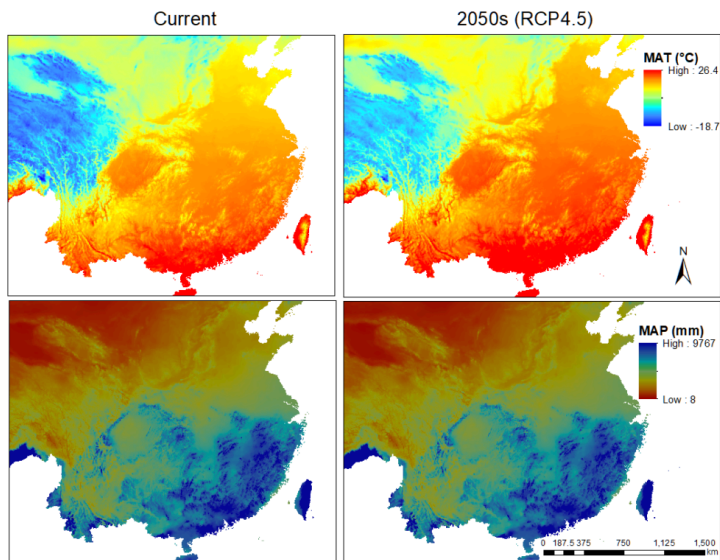 Current
2050s (RCP4.5)
MAT (°C)
High : 26.4
Low : -18.7
N
MAP (mm)
High : 9767
Low : 8
0 187.5 375 750 1,125 1,500
km